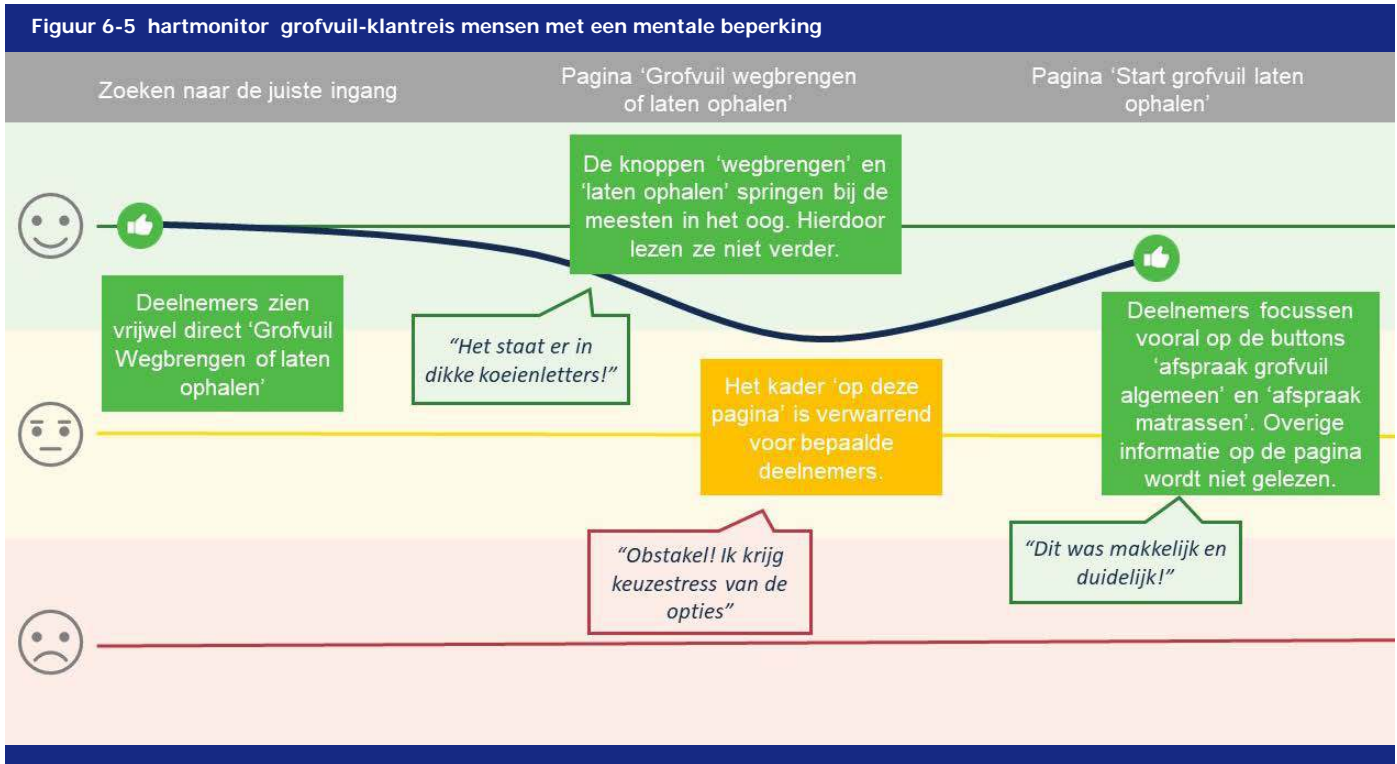 Figuur 6-5 hartmonitor grofvuil-klantreis mensen met een mentale beperking
Zoeken naar de juiste ingang
Pagina ‘Grofvuil wegbrengen
of laten ophalen’
Pagina ‘Start grofvuil laten
ophalen’
Deelnemers zien
vrijwel direct ‘Grofvuil
Wegbrengen of laten
ophalen’
“Het staat er in
dikke koeienletters!”
De knoppen ‘wegbrengen’ en
‘laten ophalen’ springen bij de
meesten in het oog. Hierdoor
lezen ze niet verder.
Het kader ‘op deze
pagina’ is verwarrend
voor bepaalde
deelnemers.
“Obstakel! Ik krijg
keuzestress van de
opties”
Deelnemers focussen
vooral op de buttons
‘afspraak grofvuil
algemeen’ en ‘afspraak
matrassen’. Overige
informatie op de pagina
wordt niet gelezen.
“Dit was makkelijk en
duidelijk!”